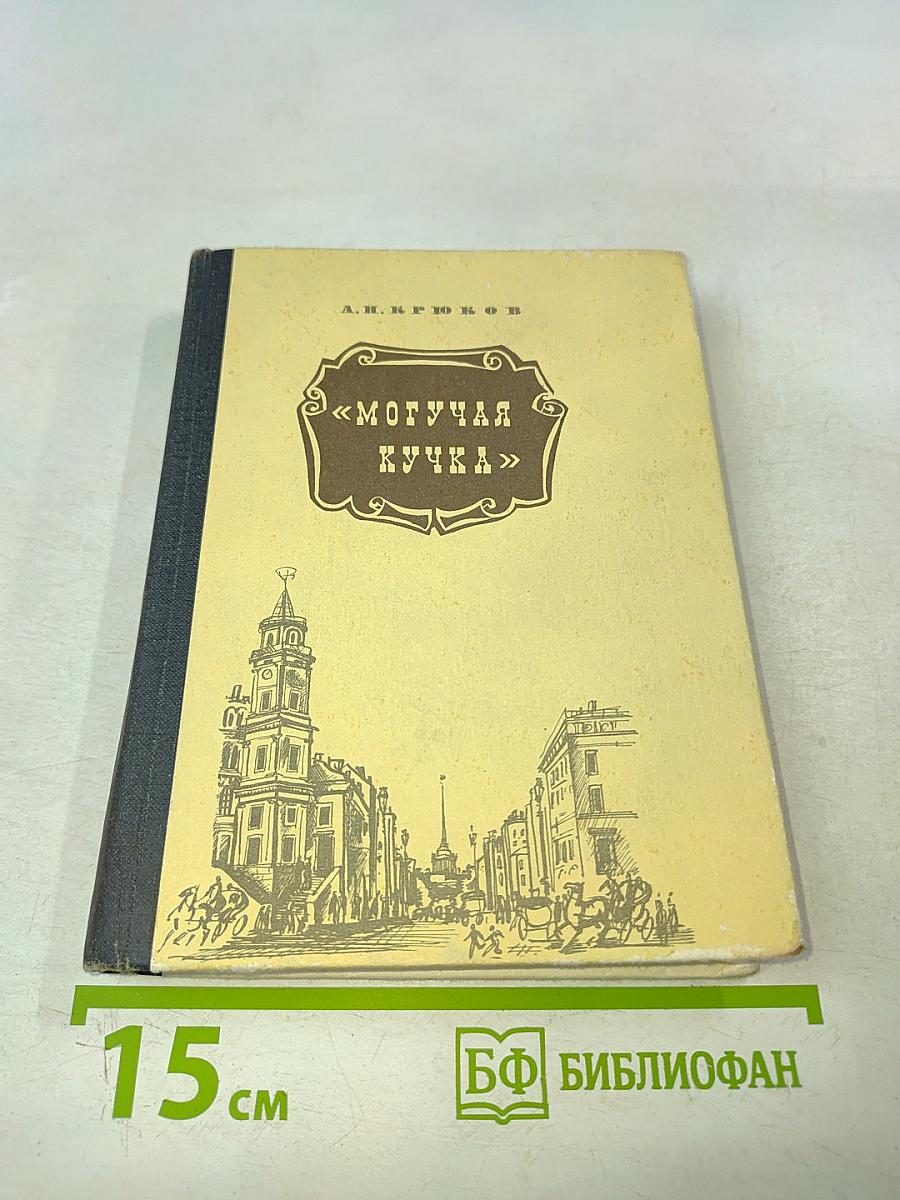 А. Н. КРЮКОВ
«МОГУЧАЯ
КУЧКА»
15 см
БФ БИБЛИОФАН